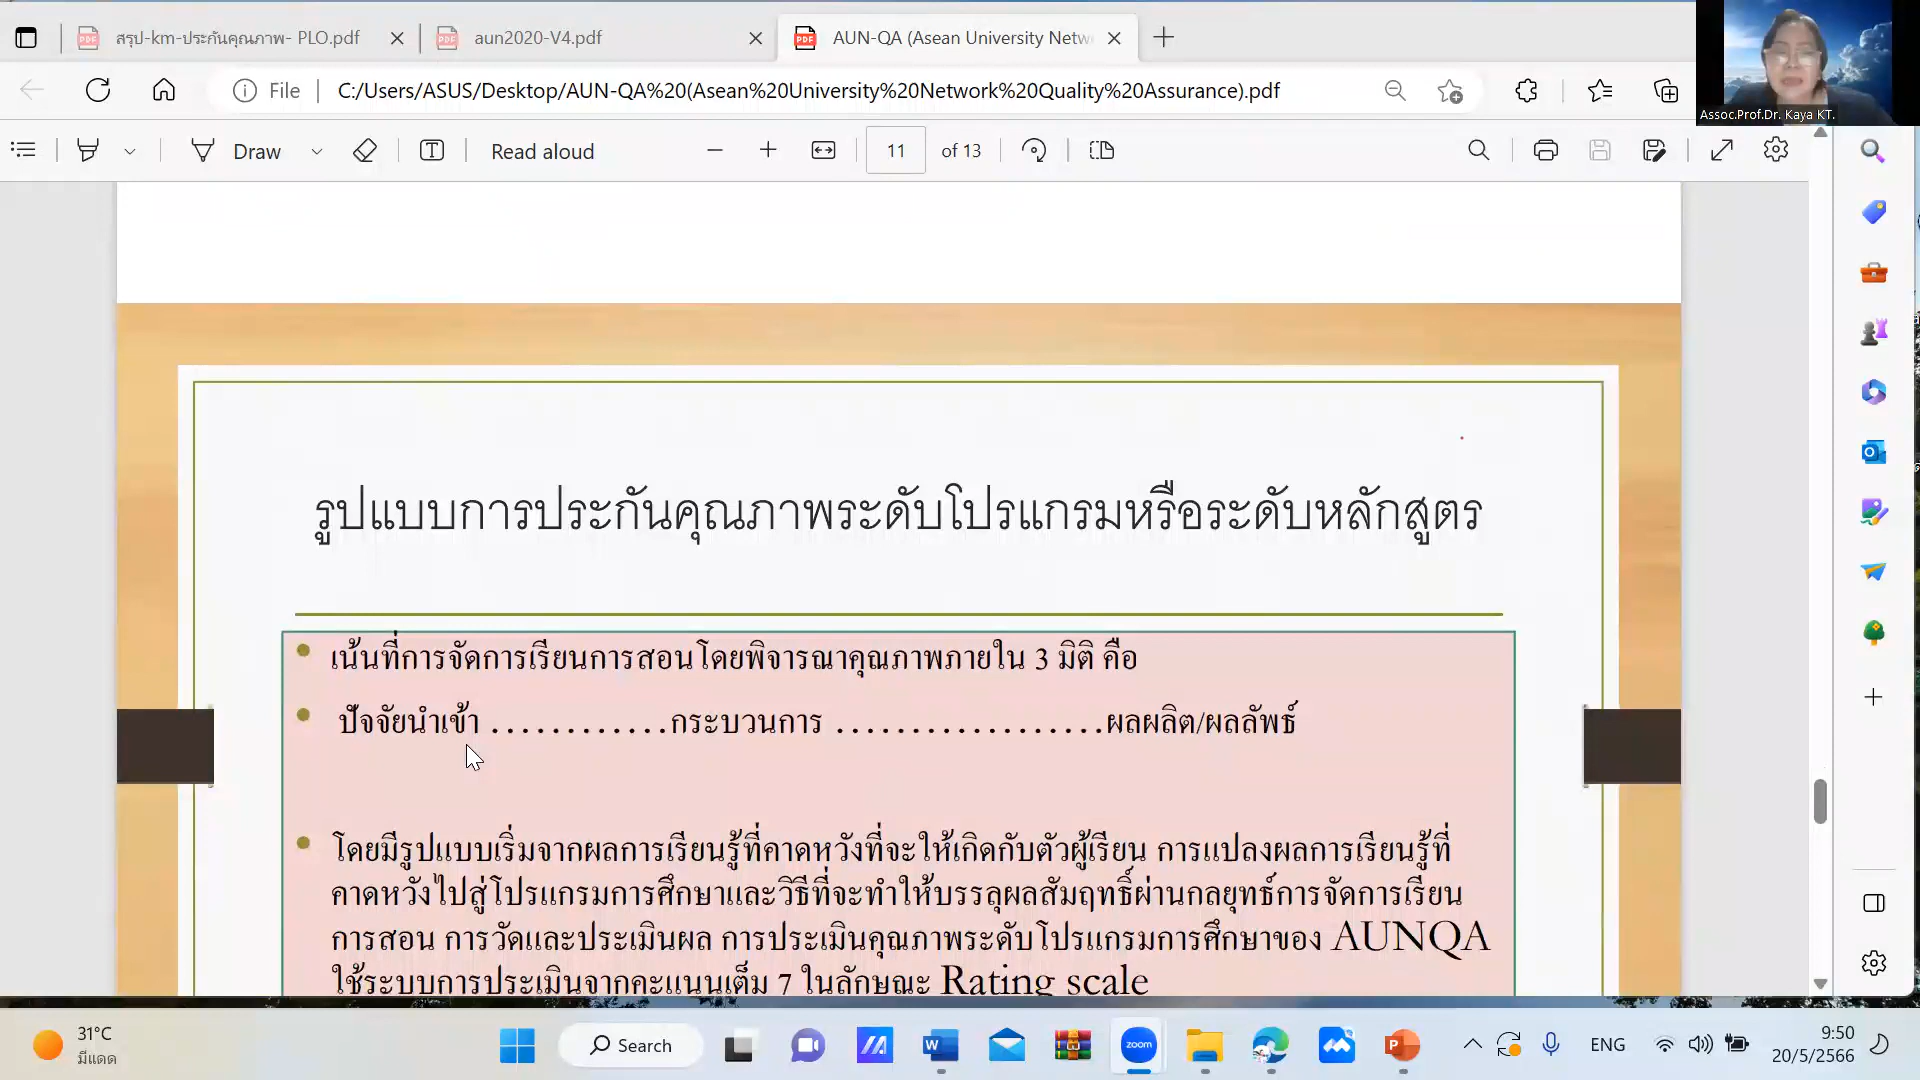 สรุป-km-ประกันคุณภาพ- PLO.pdf
aun2020-V4.pdf
AUN-QA (Asean University Netw
File
C:/Users/ASUS/Desktop/AUN-QA%20(Asean%20University%20Network%20Quality%20Assurance).pdf
Assoc.Prof.Dr. Kaya KT.
Draw
Read aloud
11
of 13
รูปแบบการประกันคุณภาพระดับโปรแกรมหรือระดับหลักสูตร
เน้นที่การจัดการเรียนการสอนโดยพิจารณาคุณภาพภายใน 3 มิติ คือ
ปัจจัยนำเข้า ............กระบวนการ ..................ผลผลิต/ผลลัพธ์
โดยมีรูปแบบเริ่มจากผลการเรียนรู้ที่คาดหวังที่จะให้เกิดกับตัวผู้เรียน การแปลงผลการเรียนรู้ที่
คาดหวังไปสู่โปรแกรมการศึกษาและวิธีที่จะทำให้บรรลุผลสัมฤทธิ์ผ่านกลยุทธ์การจัดการเรียน
การสอน การวัดและประเมินผล การประเมินคุณภาพระดับโปรแกรมการศึกษาของ AUNQA
ใช้ระบบการประเมินจากคะแนนเต็ม 7 ในลักษณะ Rating scale
31°C
มีแดด
Search
zoom
ENG
9:50
20/5/2566